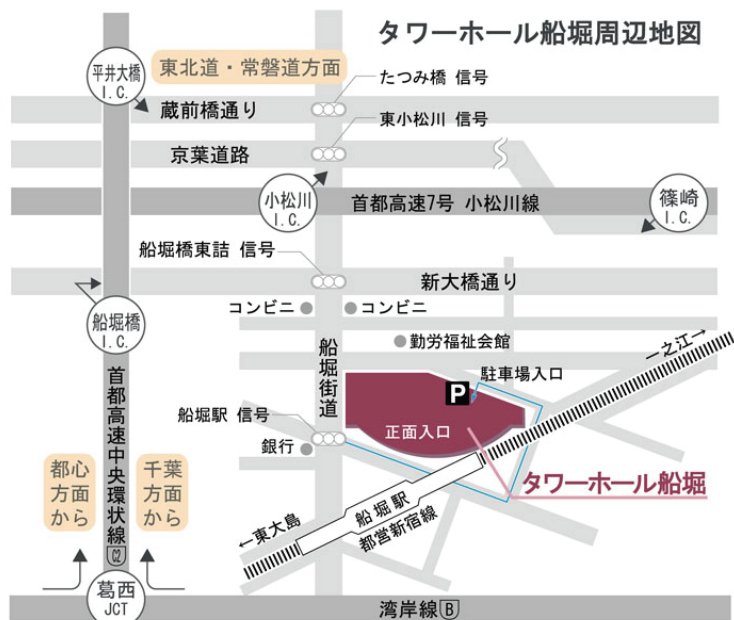 タワーホール船堀周辺地図
平井大橋
I.C.
東北道・常磐道方面
たつみ橋 信号
蔵前橋通り
東小松川 信号
京葉道路
小松川
I.C.
首都高速7号 小松川線
篠崎
I.C.
船堀橋東詰 信号
新大橋通り
コンビニ
コンビニ
船堀橋
I.C.
船堀街道
勤労福祉会館
一之江→
駐車場入口
P
首都高速中央環状線
C2
船堀駅 信号
正面入口
銀行
タワーホール船堀
都心
方面
から
千葉
方面
から
船堀駅
都営新宿線
←東大島
葛西
JCT
湾岸線B